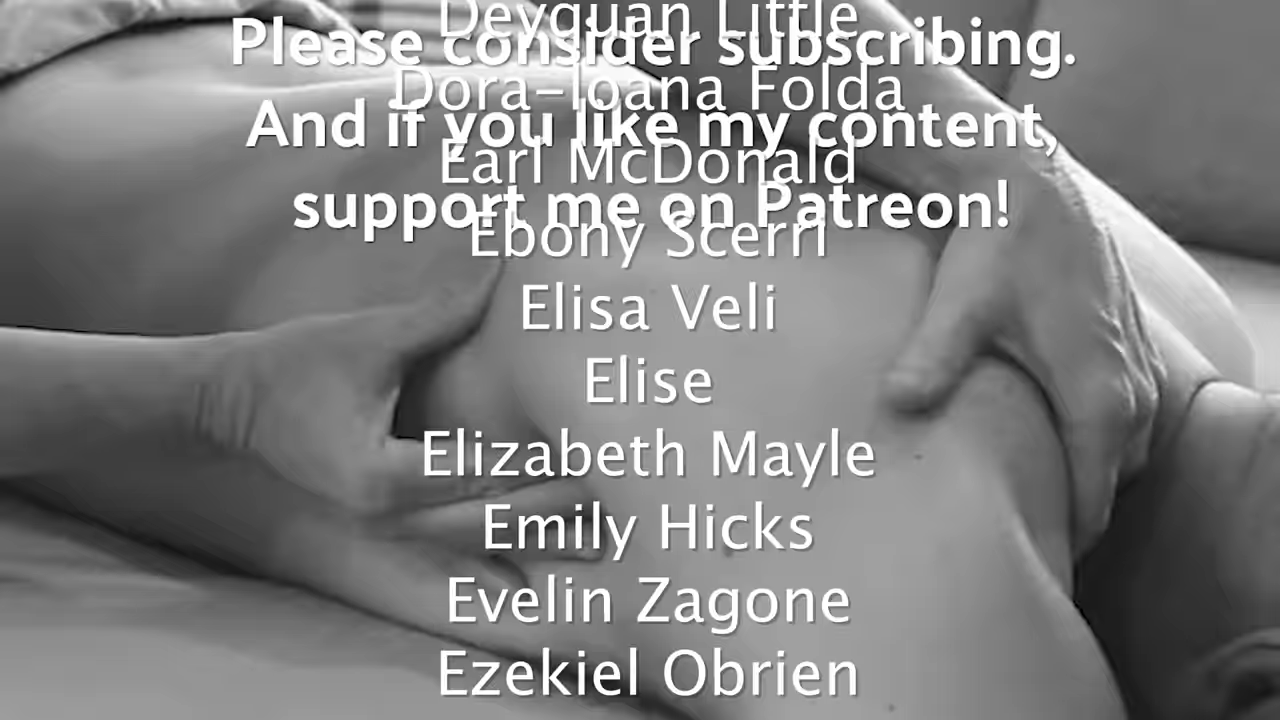 Deyquan Little
Please consider subscribing.
Dora-Ioana Folda
And if you like my content,
Earl McDonald
support me on Patreon!
Ebony Scerri
Elisa Veli
Elise
Elizabeth Mayle
Emily Hicks
Evelin Zagone
Ezekiel Obrien